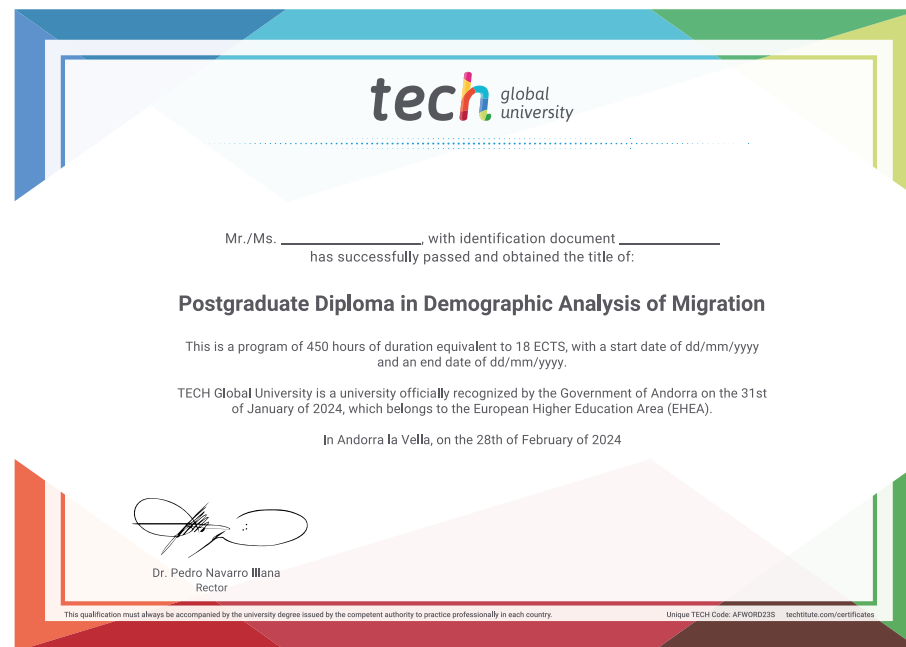 tech global university
Mr./Ms. ____________________, with identification document ______________
has successfully passed and obtained the title of:
Postgraduate Diploma in Demographic Analysis of Migration
This is a program of 450 hours of duration equivalent to 18 ECTS, with a start date of dd/mm/yyyy
and an end date of dd/mm/yyyy.
TECH Global University is a university officially recognized by the Government of Andorra on the 31st
of January of 2024, which belongs to the European Higher Education Area (EHEA).
In Andorra la Vella, on the 28th of February of 2024
Dr. Pedro Navarro Illana
Rector
This qualification must always be accompanied by the university degree issued by the competent authority to practice professionally in each country. Unique TECH Code: AFWORD23S techtitute.com/certificates